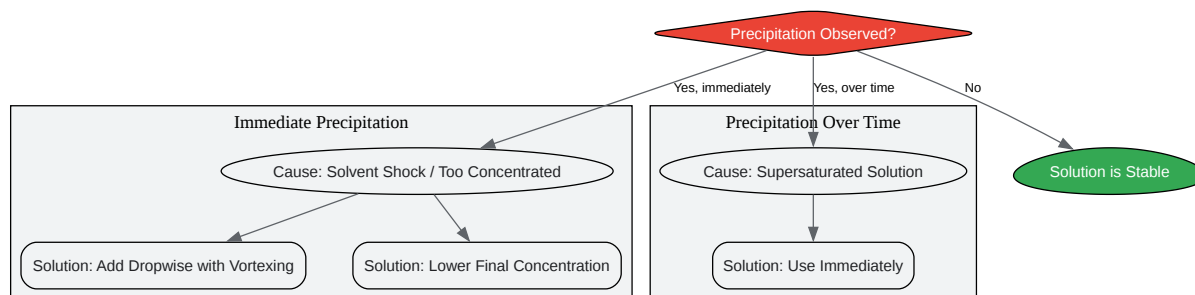 Precipitation Observed?
Yes, immediately
Yes, over time
No
Immediate Precipitation
Precipitation Over Time
Cause: Solvent Shock / Too Concentrated
Cause: Supersaturated Solution
Solution is Stable
Solution: Add Dropwise with Vortexing
Solution: Lower Final Concentration
Solution: Use Immediately